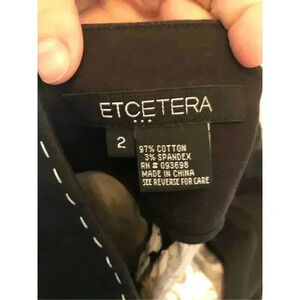 ETCETERA
2
97% COTTON
3% SPANDEX
RN # 093698
MADE IN CHINA
SEE REVERSE FOR CARE